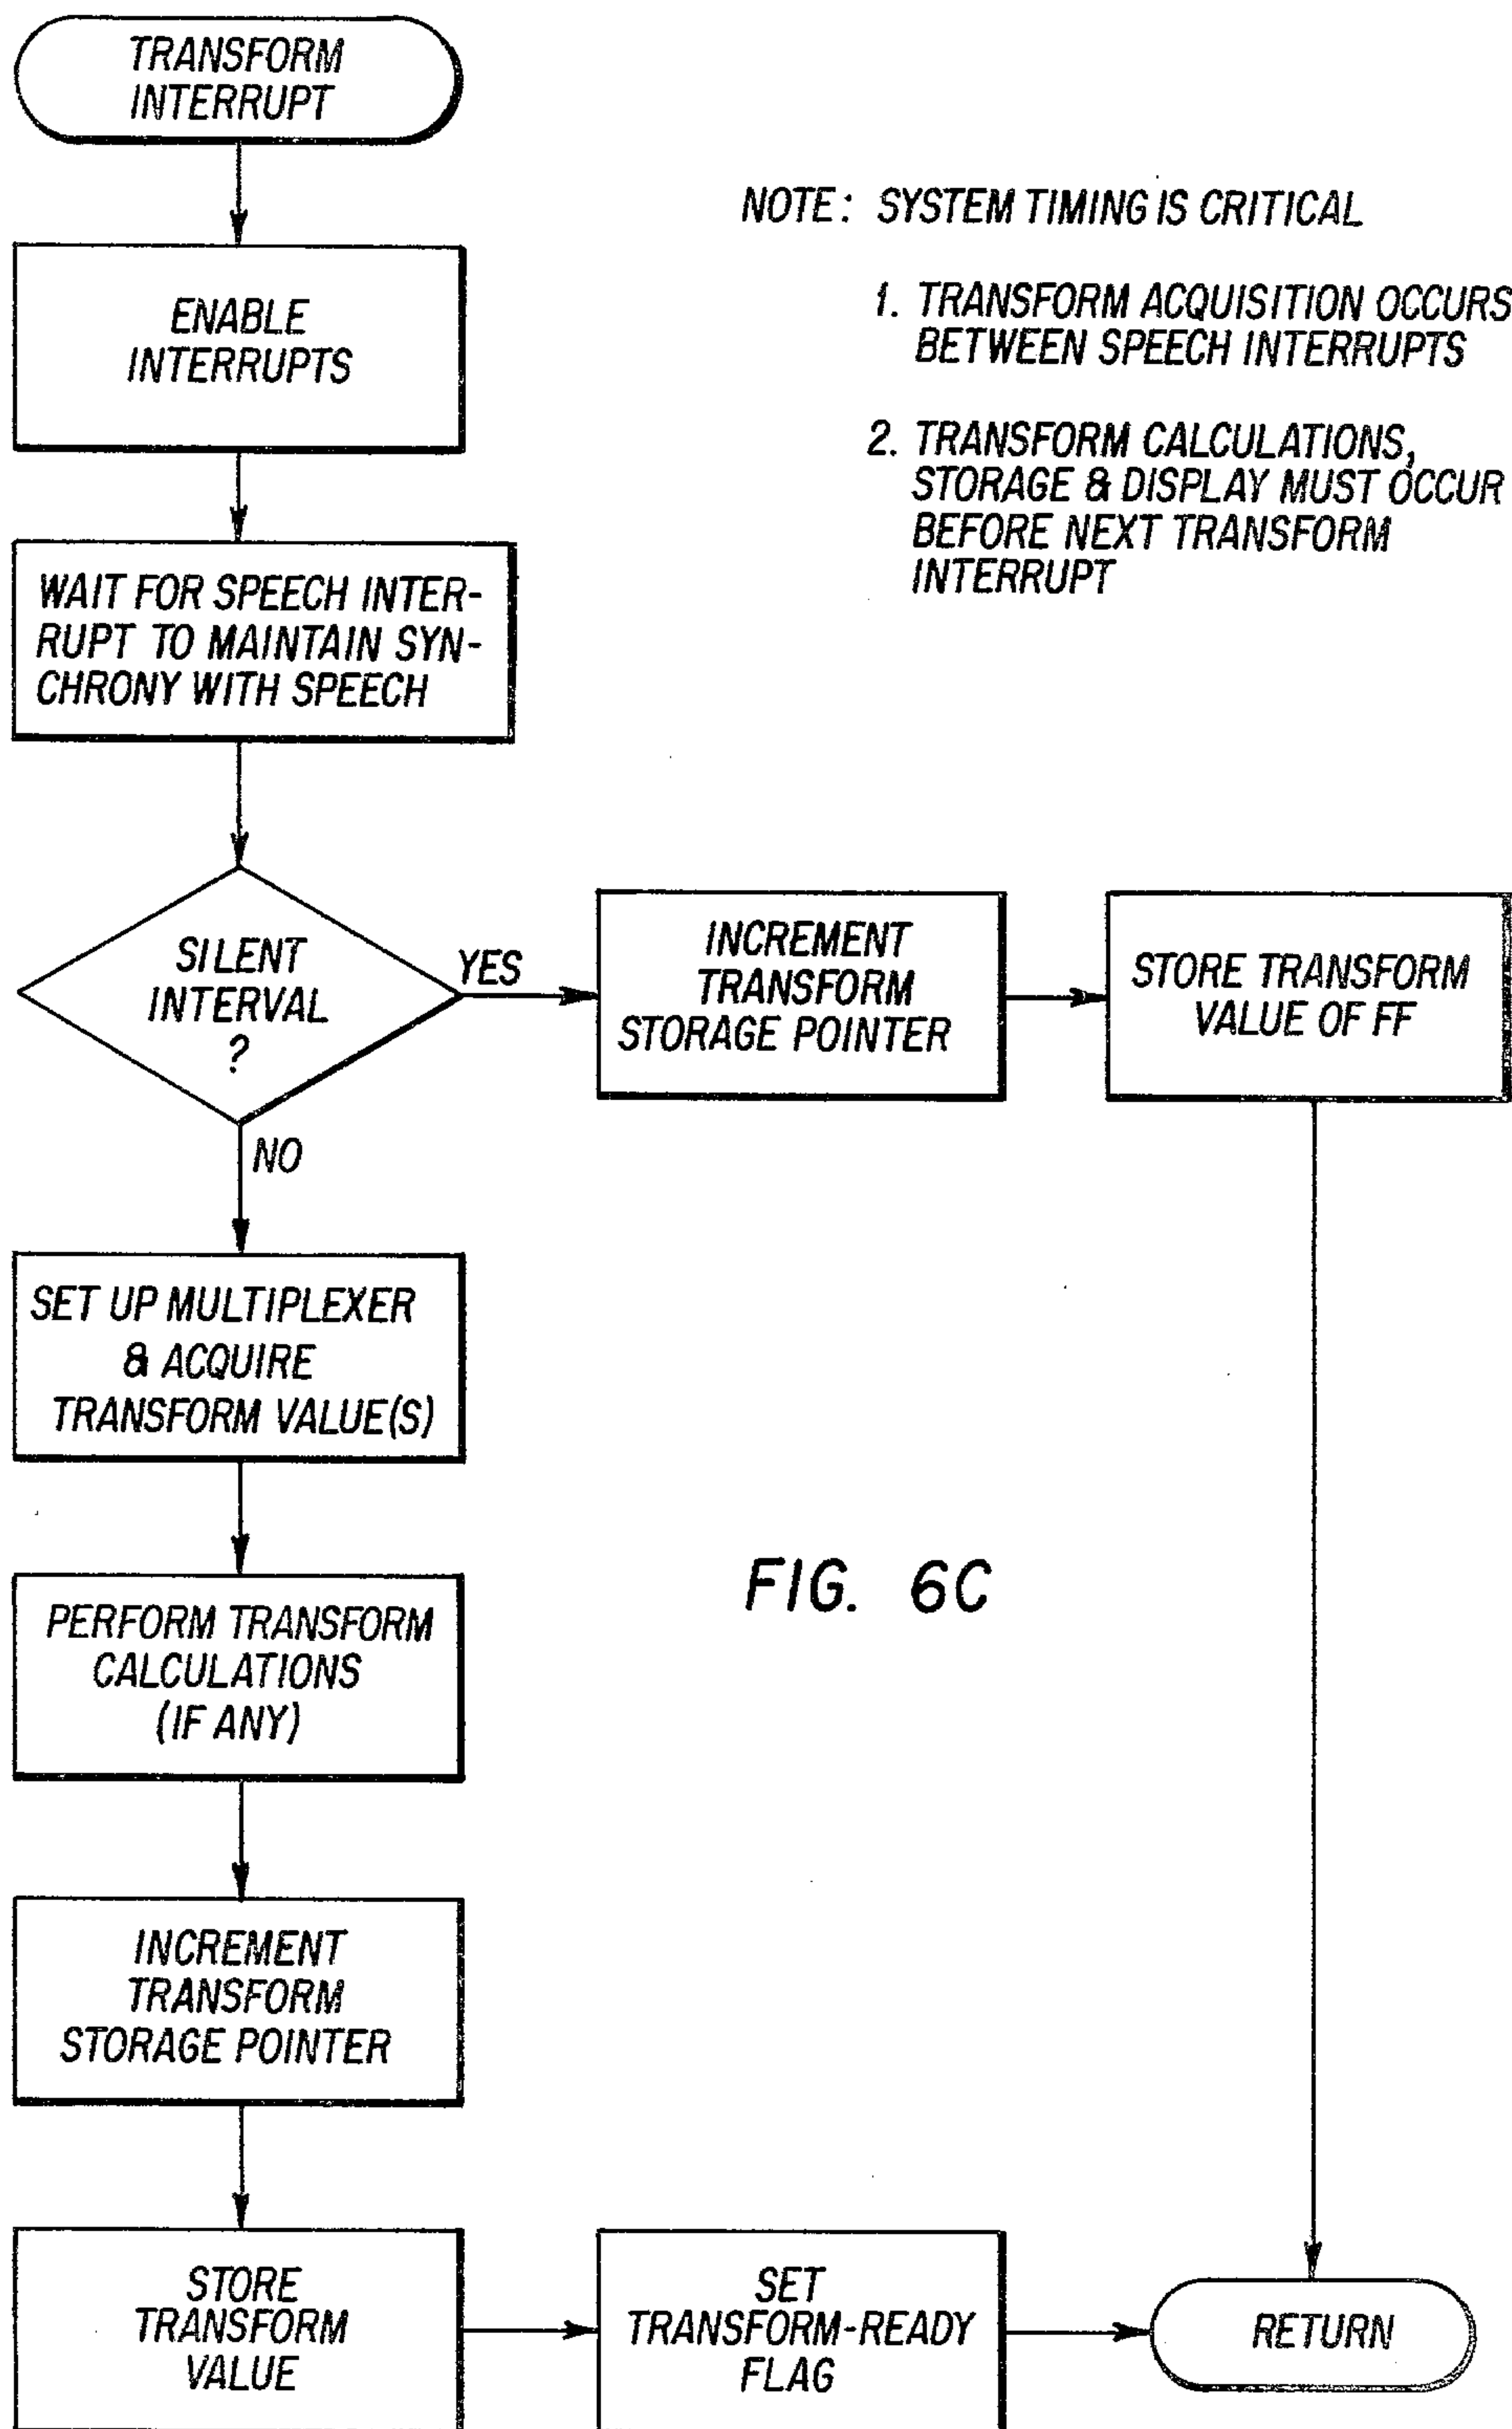 TRANSFORM
INTERRUPT
ENABLE
INTERRUPTS
WAIT FOR SPEECH INTER-
RUPT TO MAINTAIN SYN-
CHRONY WITH SPEECH
NOTE: SYSTEM TIMING IS CRITICAL
1. TRANSFORM ACQUISITION OCCURS
BETWEEN SPEECH INTERRUPTS
2. TRANSFORM CALCULATIONS,
STORAGE & DISPLAY MUST OCCUR
BEFORE NEXT TRANSFORM
INTERRUPT
SILENT
INTERVAL
?
YES
INCREMENT
TRANSFORM
STORAGE POINTER
STORE TRANSFORM
VALUE OF FF
NO
SET UP MULTIPLEXER
& ACQUIRE
TRANSFORM VALUE(S)
PERFORM TRANSFORM
CALCULATIONS
(IF ANY)
FIG. 6C
INCREMENT
TRANSFORM
STORAGE POINTER
STORE
TRANSFORM
VALUE
SET
TRANSFORM-READY
FLAG
RETURN